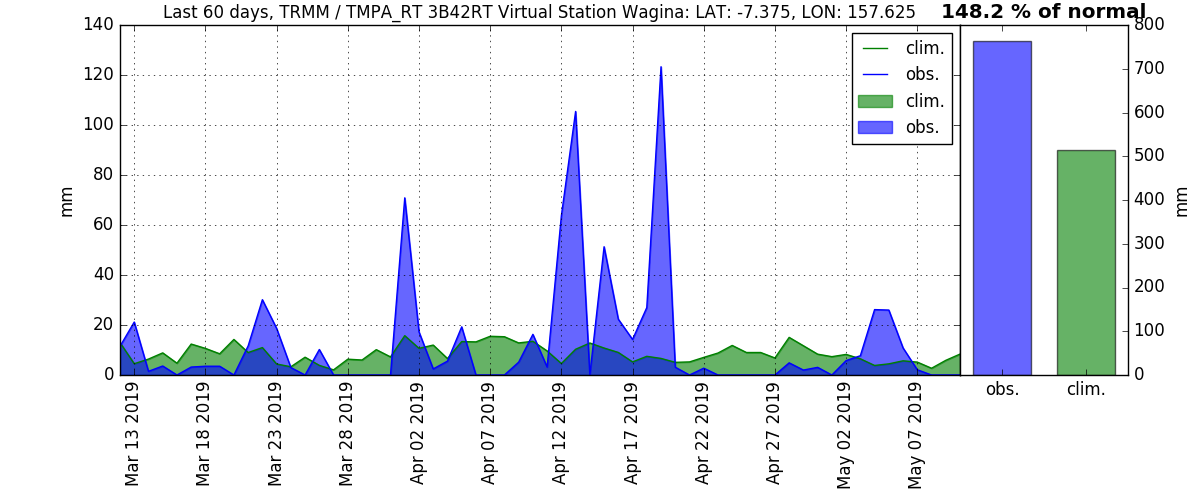 Last 60 days, TRMM / TMPA_RT 3B42RT Virtual Station Wagina: LAT: -7.375, LON: 157.625
148.2 % of normal
140
120
100
80
60
40
20
0
mm
clim.
obs.
clim.
obs.
Mar 13 2019
Mar 18 2019
Mar 23 2019
Mar 28 2019
Apr 02 2019
Apr 07 2019
Apr 12 2019
Apr 17 2019
Apr 22 2019
Apr 27 2019
May 02 2019
May 07 2019
800
700
600
500
400
300
200
100
0
mm
obs.
clim.